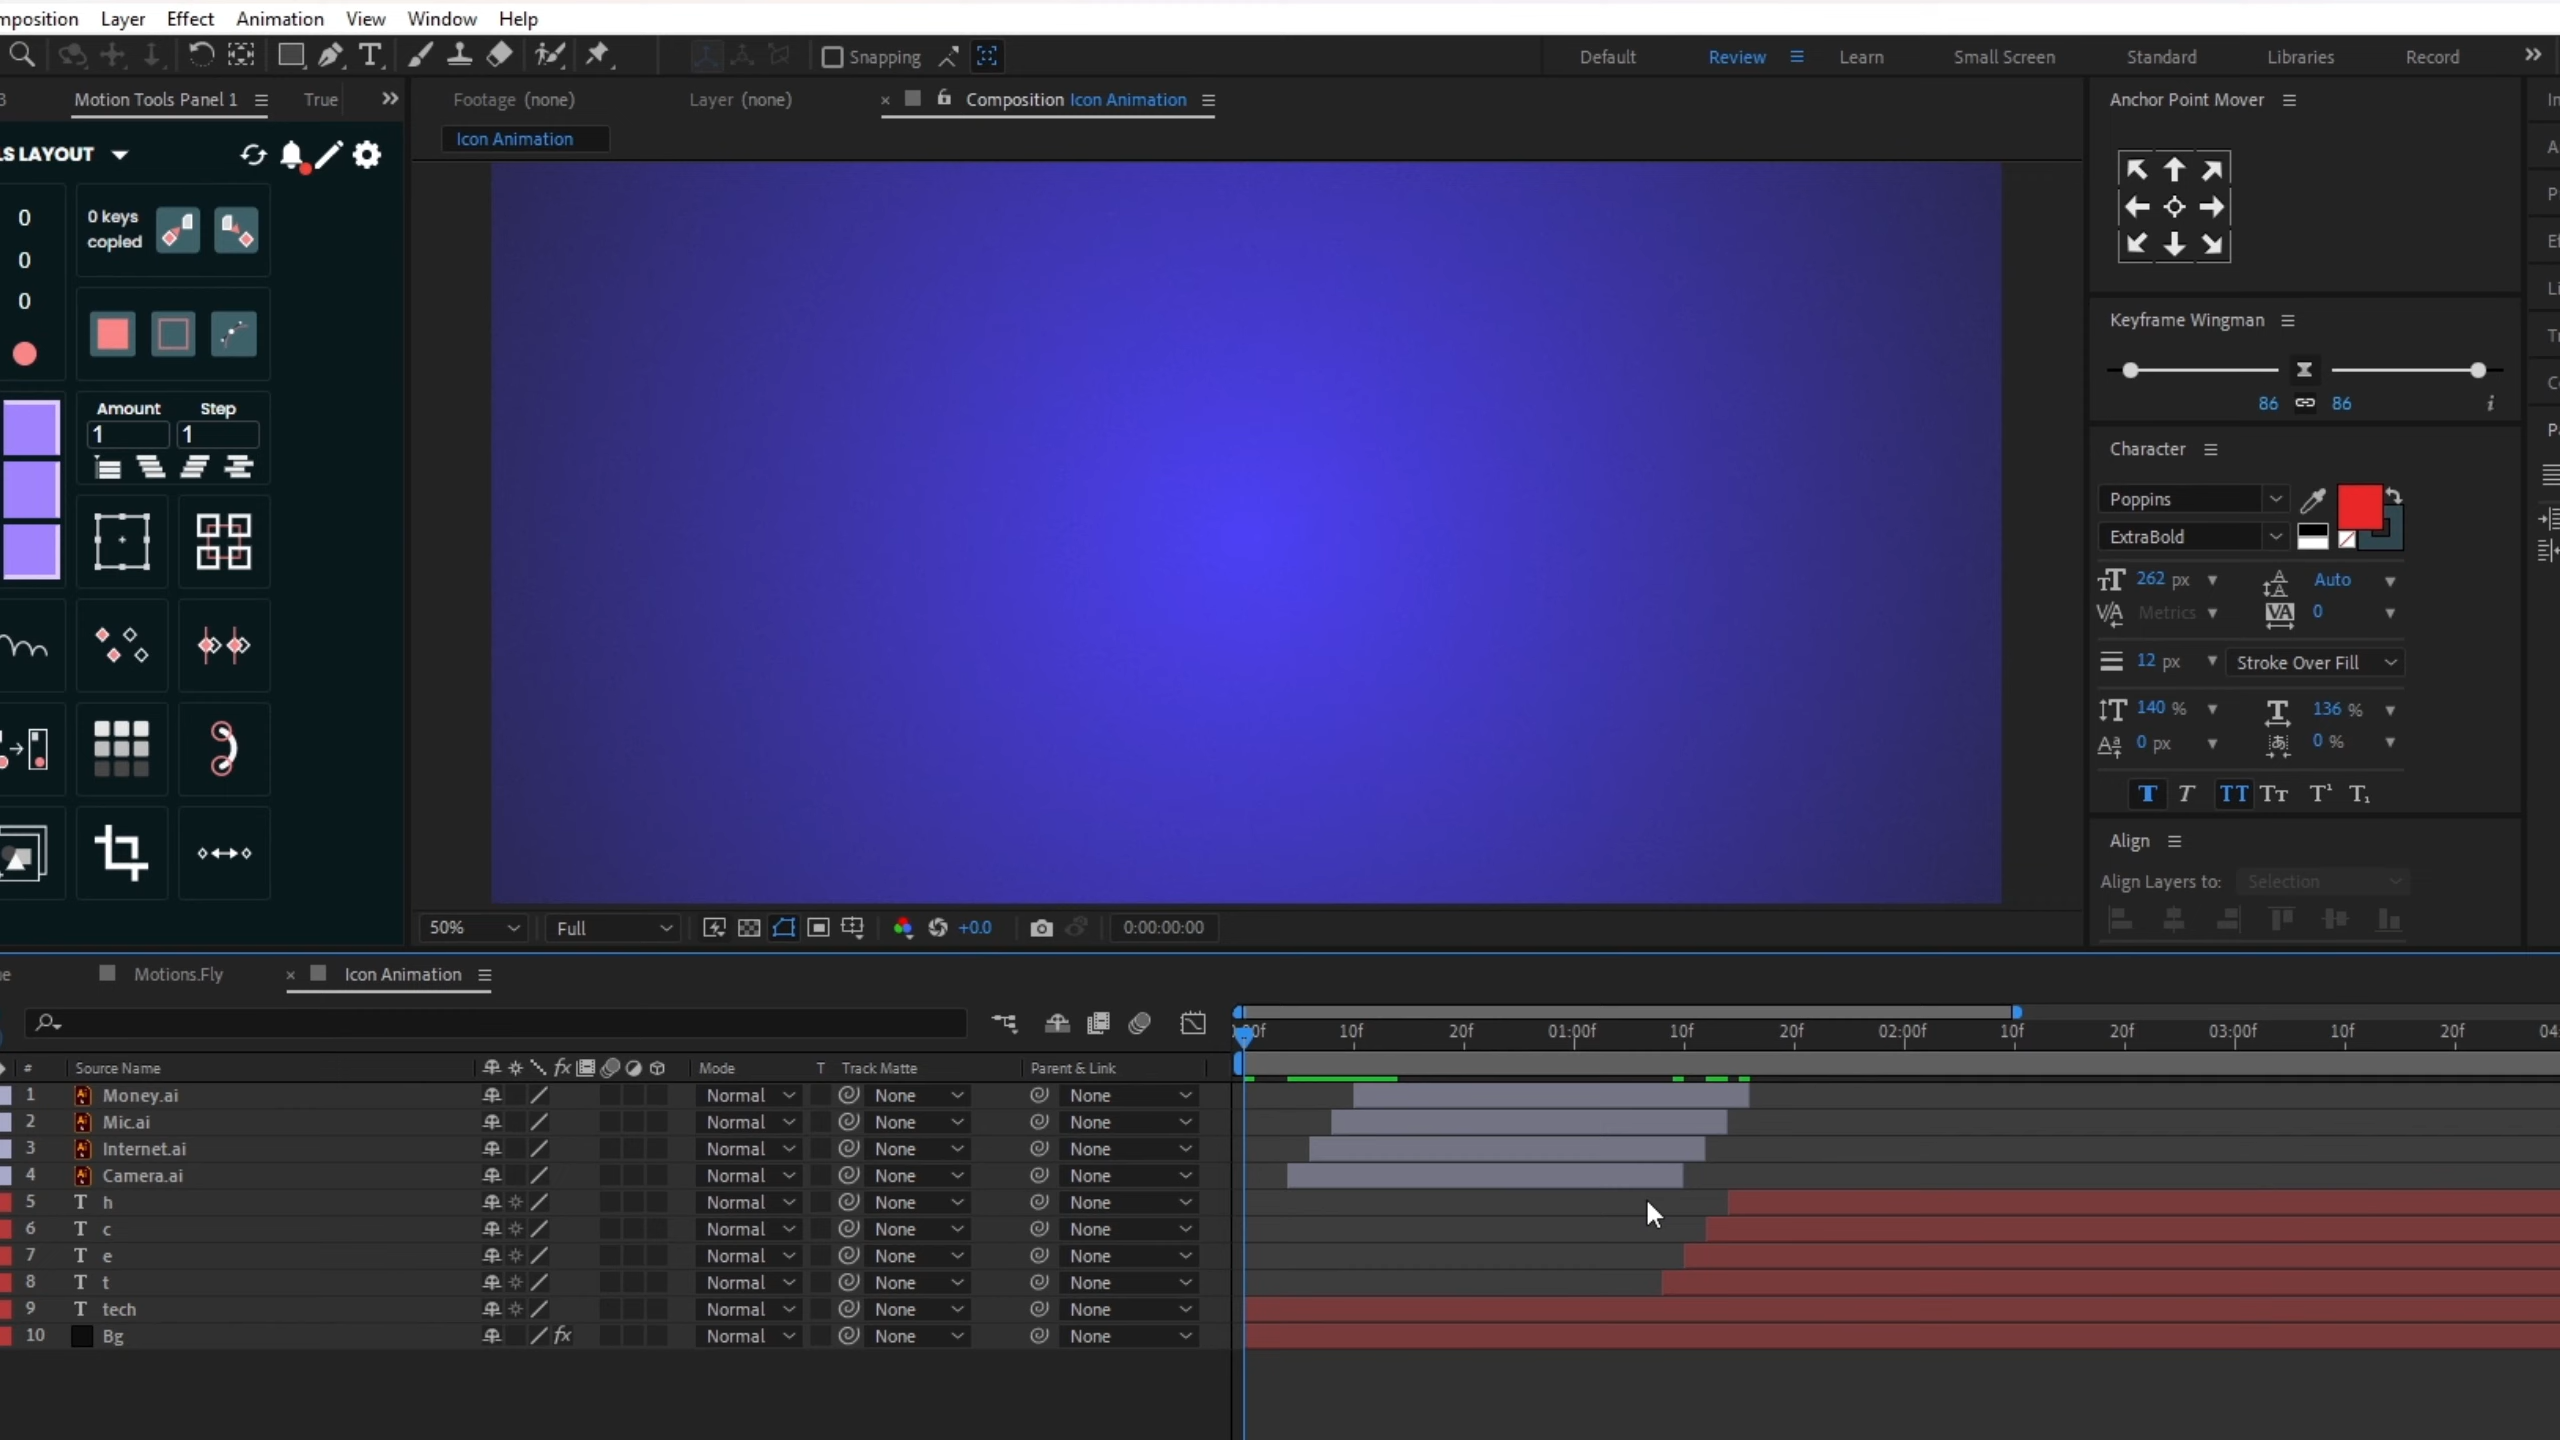 mposition Layer Effect Animation View Window Help
Snapping Default Review Learn Small Screen Standard Libraries Record
3 Motion Tools Panel 1 True
Footage (none) Layer (none) Composition Icon Animation
Anchor Point Mover
Icon Animation
LS LAYOUT
0 0 keys
copied
0
0
Keyframe Wingman
86 86
Amount Step
1 1
Character
Poppins
ExtraBold
262 px Auto
Metrics 0
12 px Stroke Over Fill
140 % 136 %
0 px 0 %
Align
Align Layers to: Selection
50% Full +0.0 0:00:00:00
e Motions.Fly Icon Animation
00f 10f 20f 01:00f 10f 20f 02:00f 10f 20f 03:00f 10f 20f 04:
# Source Name fx Mode T Track Matte Parent & Link
1 Money.ai Normal None None
2 Mic.ai Normal None None
3 Internet.ai Normal None None
4 Camera.ai Normal None None
5 T h Normal None None
6 T c Normal None None
7 T e Normal None None
8 T t Normal None None
9 T tech Normal None None
10 Bg fx Normal None None